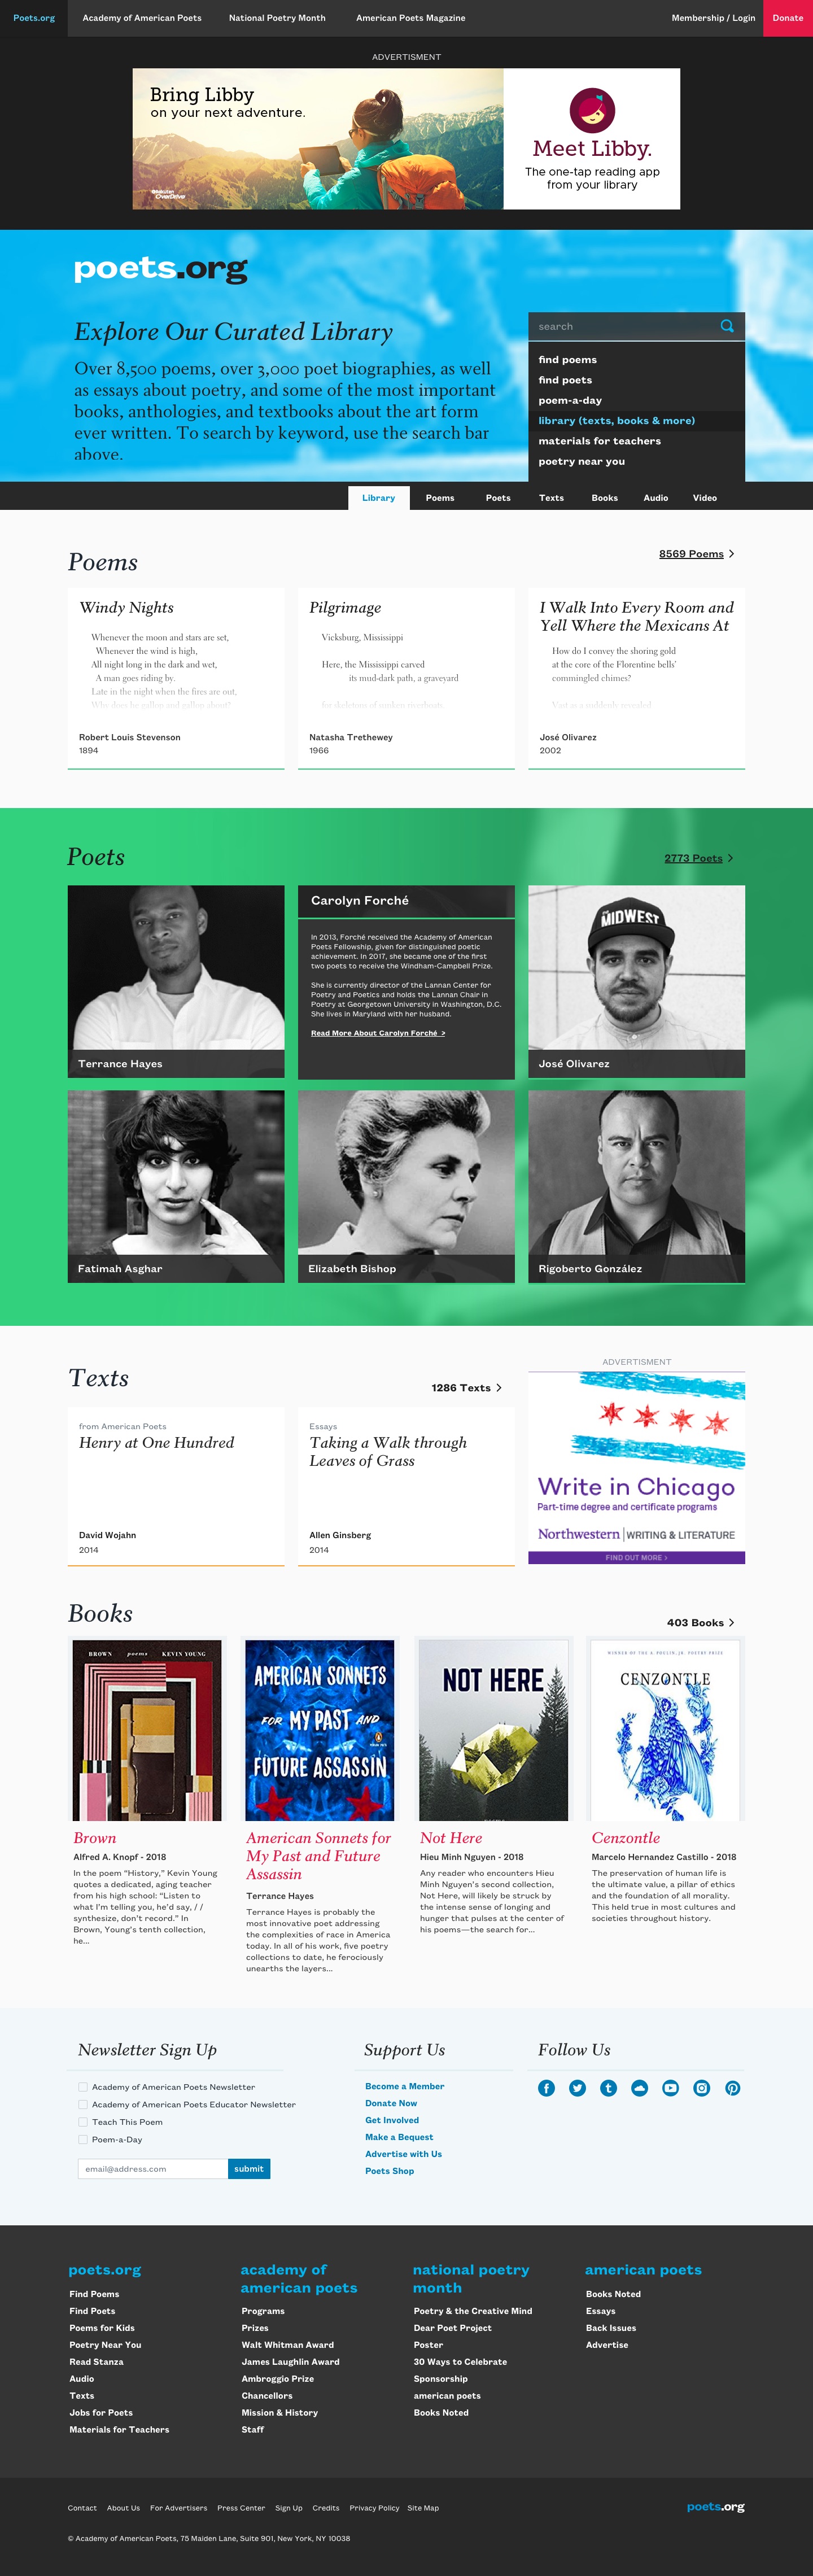 Poets.org
Academy of American Poets
National Poetry Month
American Poets Magazine
Membership / Login
Donate
ADVERTISMENT
Bring Libby
on your next adventure.
Rakuten
OverDrive
Meet Libby.
The one-tap reading app
from your library
poets.org
Explore Our Curated Library
Over 8,500 poems, over 3,000 poet biographies, as well
as essays about poetry, and some of the most important
books, anthologies, and textbooks about the art form
ever written. To search by keyword, use the search bar
above.
search
find poems
find poets
poem-a-day
library (texts, books & more)
materials for teachers
poetry near you
Library
Poems
Poets
Texts
Books
Audio
Video
Poems
8569 Poems >
Windy Nights
Whenever the moon and stars are set,
Whenever the wind is high,
All night long in the dark and wet,
A man goes riding by.
Late in the night when the fires are out,
Why does he gallop and gallop about?
Robert Louis Stevenson
1894
Pilgrimage
Vicksburg, Mississippi
Here, the Mississippi carved
its mud-dark path, a graveyard
for skeletons of sunken riverboats.
Natasha Trethewey
1966
I Walk Into Every Room and
Yell Where the Mexicans At
How do I convey the shoring gold
at the core of the Florentine bells'
commingled chimes?
Vast as a suddenly revealed
José Olivarez
2002
Poets
2773 Poets >
Terrance Hayes
Carolyn Forché
In 2013, Forché received the Academy of American
Poets Fellowship, given for distinguished poetic
achievement. In 2017, she became one of the first
two poets to receive the Windham-Campbell Prize.
She is currently director of the Lannan Center for
Poetry and Poetics and holds the Lannan Chair in
Poetry at Georgetown University in Washington, D.C.
She lives in Maryland with her husband.
Read More About Carolyn Forché >
MIDWEST
José Olivarez
Fatimah Asghar
Elizabeth Bishop
Rigoberto González
Texts
1286 Texts >
from American Poets
Henry at One Hundred
David Wojahn
2014
Essays
Taking a Walk through
Leaves of Grass
Allen Ginsberg
2014
ADVERTISMENT
Write in Chicago
Part-time degree and certificate programs
Northwestern | WRITING & LITERATURE
FIND OUT MORE >
Books
403 Books >
BROWN poems KEVIN YOUNG
AMERICAN SONNETS
FOR MY PAST AND
FUTURE ASSASSIN
NOT HERE
WINNER OF THE A. POULIN, JR. POETRY PRIZE
CENZONTLE
Brown
Alfred A. Knopf - 2018
In the poem “History,” Kevin Young
quotes a dedicated, aging teacher
from his high school: “Listen to
what I’m telling you, he’d say, / /
synthesize, don’t record.” In
Brown, Young’s tenth collection,
he...
American Sonnets for
My Past and Future
Assassin
Terrance Hayes
Terrance Hayes is probably the
most innovative poet addressing
the complexities of race in America
today. In all of his work, five poetry
collections to date, he ferociously
unearths the layers...
Not Here
Hieu Minh Nguyen - 2018
Any reader who encounters Hieu
Minh Nguyen’s second collection,
Not Here, will likely be struck by
the intense sense of longing and
hunger that pulses at the center of
his poems—the search for...
Cenzontle
Marcelo Hernandez Castillo - 2018
The preservation of human life is
the ultimate value, a pillar of ethics
and the foundation of all morality.
This held true in most cultures and
societies throughout history.
Newsletter Sign Up
Academy of American Poets Newsletter
Academy of American Poets Educator Newsletter
Teach This Poem
Poem-a-Day
email@address.com
submit
Support Us
Become a Member
Donate Now
Get Involved
Make a Bequest
Advertise with Us
Poets Shop
Follow Us
poets.org
Find Poems
Find Poets
Poems for Kids
Poetry Near You
Read Stanza
Audio
Texts
Jobs for Poets
Materials for Teachers
academy of
american poets
Programs
Prizes
Walt Whitman Award
James Laughlin Award
Ambroggio Prize
Chancellors
Mission & History
Staff
national poetry
month
Poetry & the Creative Mind
Dear Poet Project
Poster
30 Ways to Celebrate
Sponsorship
american poets
Books Noted
american poets
Books Noted
Essays
Back Issues
Advertise
Contact
About Us
For Advertisers
Press Center
Sign Up
Credits
Privacy Policy
Site Map
poets.org
© Academy of American Poets, 75 Maiden Lane, Suite 901, New York, NY 10038